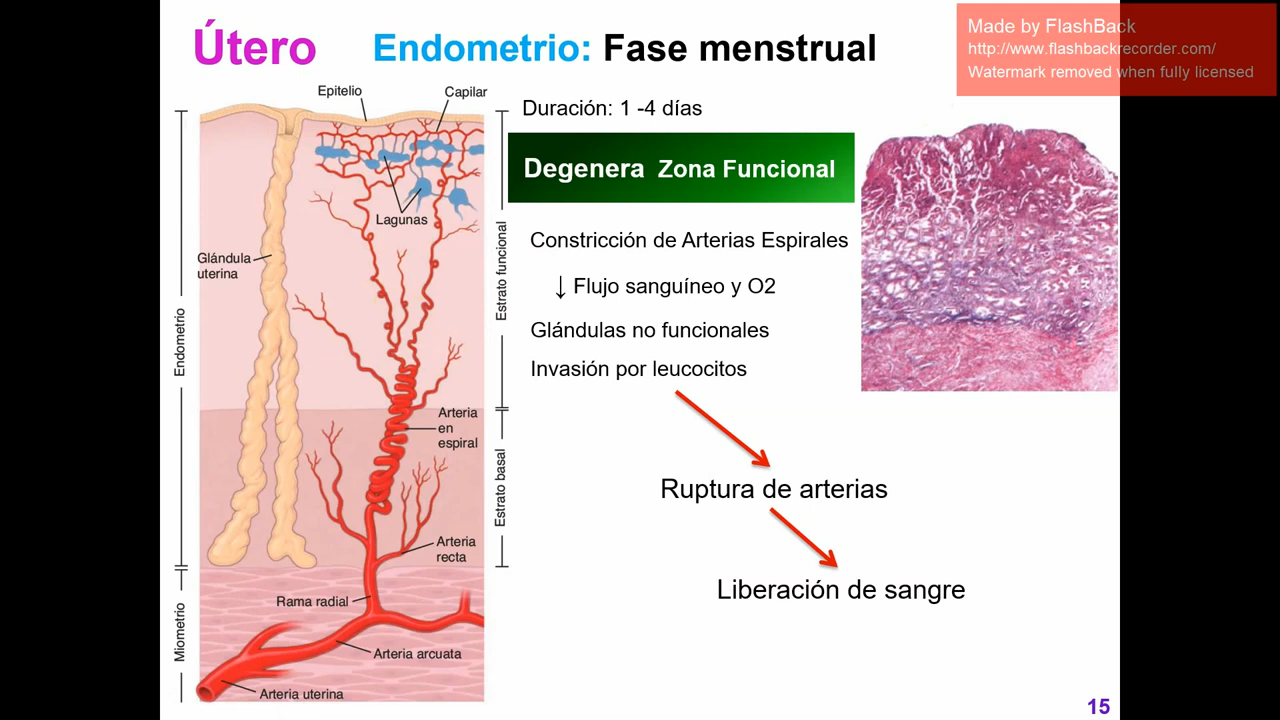 Útero
Endometrio: Fase menstrual
Made by FlashBack
http://www.flashbackrecorder.com/
Watermark removed when fully licensed
Epitelio
Capilar
Lagunas
Glándula
uterina
Endometrio
Estrato funcional
Arteria
en
espiral
Estrato basal
Arteria
recta
Rama radial
Miometrio
Arteria arcuata
Arteria uterina
Duración: 1 -4 días
Degenera Zona Funcional
Constricción de Arterias Espirales
↓ Flujo sanguíneo y O2
Glándulas no funcionales
Invasión por leucocitos
Ruptura de arterias
Liberación de sangre
15